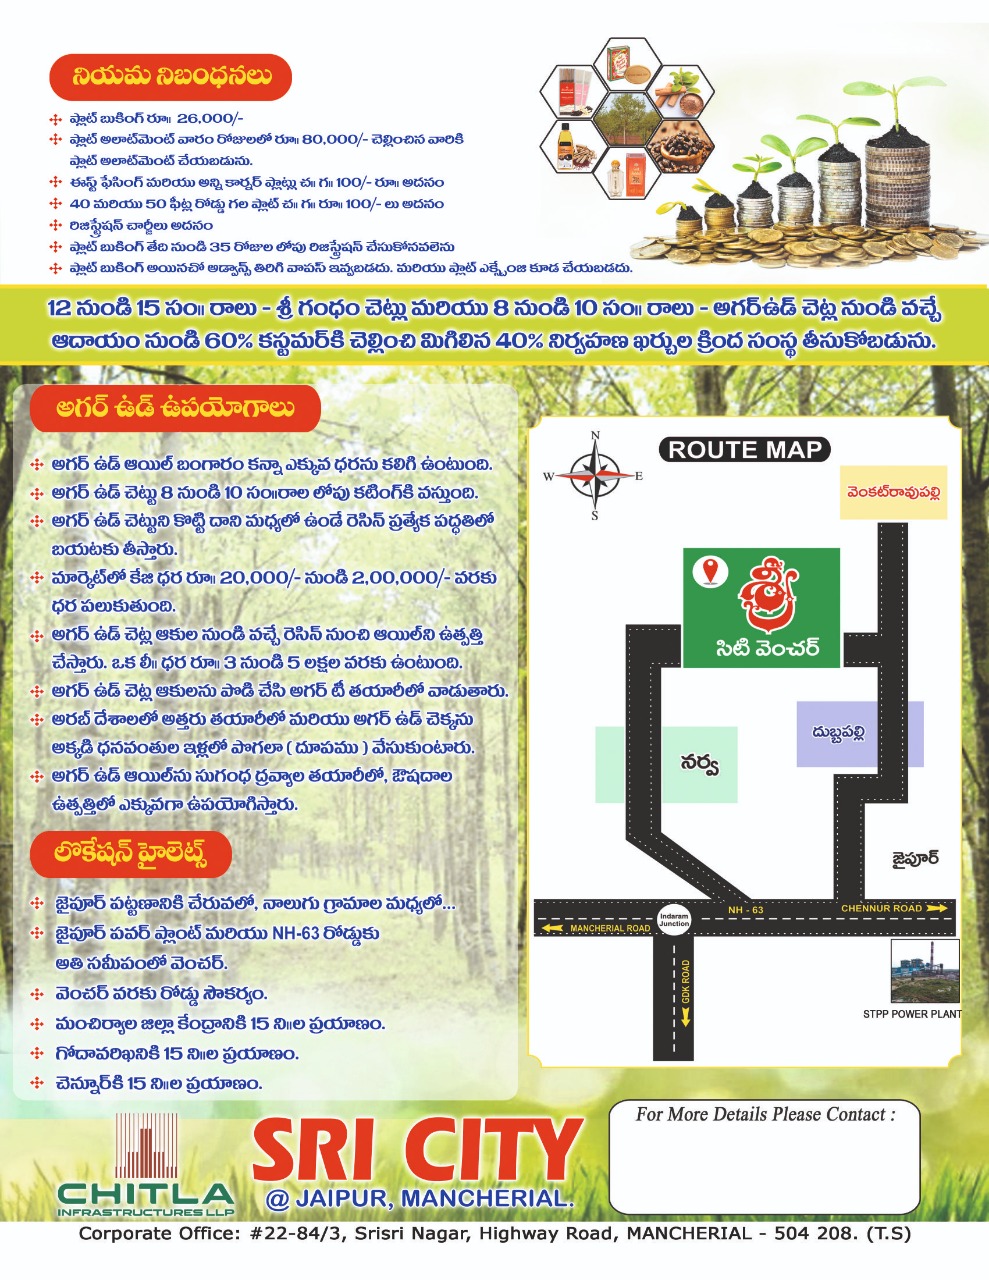 నియమ నిబంధనలు
ప్లాట్ బుకింగ్ రూ॥ 26,000/-
ప్లాట్ అలాట్‌మెంట్ వారం రోజులలో రూ॥ 80,000/- చెల్లించిన వారికి
ప్లాట్ అలాట్‌మెంట్ చేయబడును.
ఈస్ట్ ఫేసింగ్ మరియు అన్ని కార్నర్ ప్లాట్లు చ॥ గ॥ 100/- రూ॥ అదనం
40 మరియు 50 ఫీట్ల రోడ్డు గల ప్లాట్ చ॥ గ॥ రూ॥ 100/- లు అదనం
రిజిస్ట్రేషన్ చార్జీలు అదనం
ప్లాట్ బుకింగ్ తేది నుండి 35 రోజుల లోపు రిజిస్ట్రేషన్ చేసుకోనవలెను
ప్లాట్ బుకింగ్ అయినచో అడ్వాన్స్ తిరిగి వాపస్ ఇవ్వబడదు. మరియు ప్లాట్ ఎక్స్ఛేంజి కూడ చేయబడదు.
12 నుండి 15 సం॥ రాలు - శ్రీ గంధం చెట్లు మరియు 8 నుండి 10 సం॥ రాలు - అగర్‌ఉడ్ చెట్ల నుండి వచ్చే
ఆదాయం నుండి 60% కస్టమర్‌కి చెల్లించి మిగిలిన 40% నిర్వహణ ఖర్చుల క్రింద సంస్థ తీసుకోబడును.
అగర్ ఉడ్ ఉపయోగాలు
అగర్ ఉడ్ ఆయిల్ బంగారం కన్నా ఎక్కువ ధరను కలిగి ఉంటుంది.
అగర్ ఉడ్ చెట్టు 8 నుండి 10 సం॥రాల లోపు కటింగ్‌కి వస్తుంది.
అగర్ ఉడ్ చెట్టుని కొట్టి దాని మధ్యలో ఉండే రెసిన్ ప్రత్యేక పద్ధతిలో
బయటకు తీస్తారు.
మార్కెట్‌లో కేజి ధర రూ॥ 20,000/- నుండి 2,00,000/- వరకు
ధర పలుకుతుంది.
అగర్ ఉడ్ చెట్ల ఆకుల నుండి వచ్చే రెసిన్ నుంచి ఆయిల్‌ని ఉత్పత్తి
చేస్తారు. ఒక లీ॥ ధర రూ॥ 3 నుండి 5 లక్షల వరకు ఉంటుంది.
అగర్ ఉడ్ చెట్ల ఆకులను పొడి చేసి అగర్ టీ తయారీలో వాడుతారు.
అరబ్ దేశాలలో అత్తరు తయారీలో మరియు అగర్ ఉడ్ చెక్కను
అక్కడి ధనవంతుల ఇళ్లలో పొగలా ( దూపము ) వేసుకుంటారు.
అగర్ ఉడ్ ఆయిల్‌ను సుగంధ ద్రవ్యాల తయారీలో, ఔషదాల
ఉత్పత్తిలో ఎక్కువగా ఉపయోగిస్తారు.
లొకేషన్ హైలెట్స్
జైపూర్ పట్టణానికి చేరువలో, నాలుగు గ్రామాల మధ్యలో...
జైపూర్ పవర్ ప్లాంట్ మరియు NH-63 రోడ్డుకు
అతి సమీపంలో వెంచర్.
వెంచర్ వరకు రోడ్డు సౌకర్యం.
మంచిర్యాల జిల్లా కేంద్రానికి 15 ని॥ల ప్రయాణం.
గోదావరిఖనికి 15 ని॥ల ప్రయాణం.
చెన్నూర్‌కి 15 ని॥ల ప్రయాణం.
ROUTE MAP
N
W E
S
వెంకట్‌రావుపల్లి
శ్రీ
సిటి వెంచర్
దుబ్బపల్లి
నర్వ
జైపూర్
NH - 63
CHENNUR ROAD
Indaram
Junction
MANCHERIAL ROAD
GDK ROAD
STPP POWER PLANT
CHITLA
INFRASTRUCTURES LLP
SRI CITY
@ JAIPUR, MANCHERIAL.
For More Details Please Contact :
Corporate Office: #22-84/3, Srisri Nagar, Highway Road, MANCHERIAL - 504 208. (T.S)